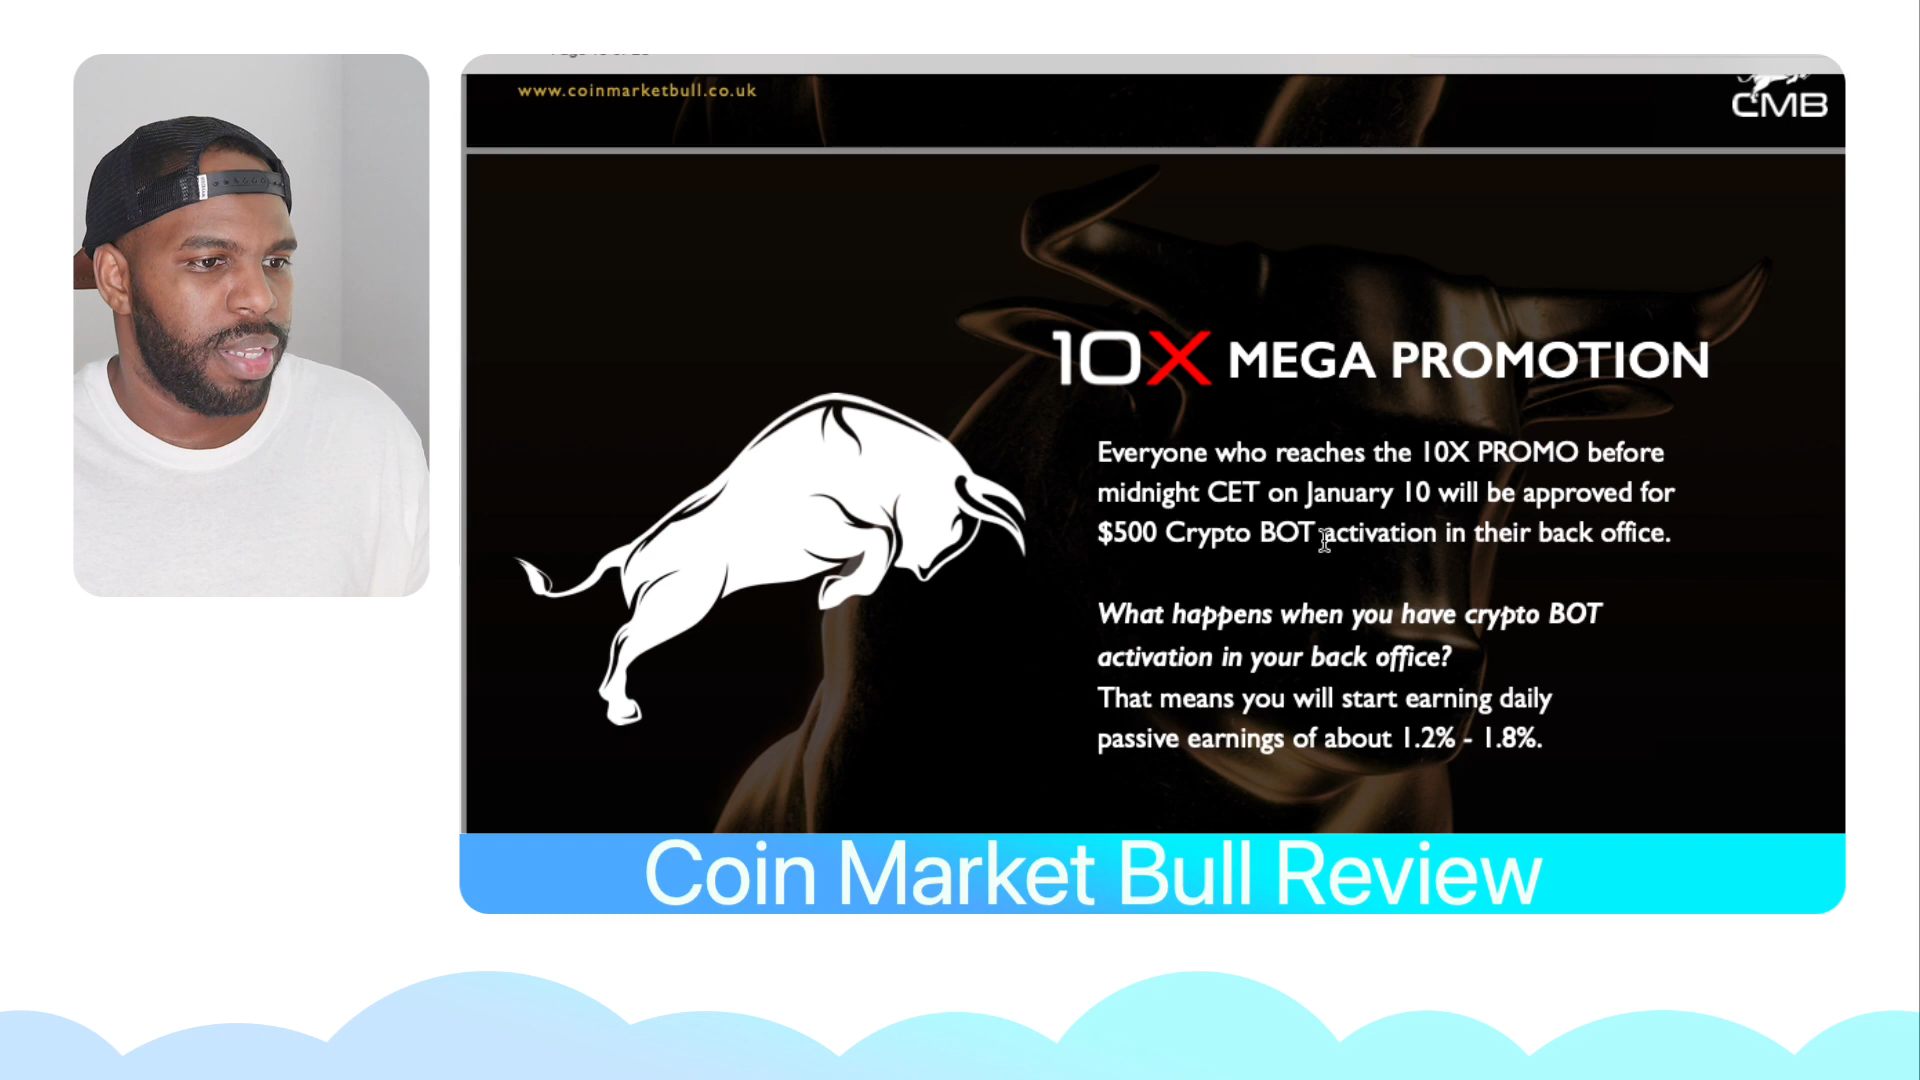 www.coinmarketbull.co.uk
CMB
10X MEGA PROMOTION
Everyone who reaches the 10X PROMO before
midnight CET on January 10 will be approved for
$500 Crypto BOT activation in their back office.
What happens when you have crypto BOT
activation in your back office?
That means you will start earning daily
passive earnings of about 1.2% - 1.8%.
Coin Market Bull Review